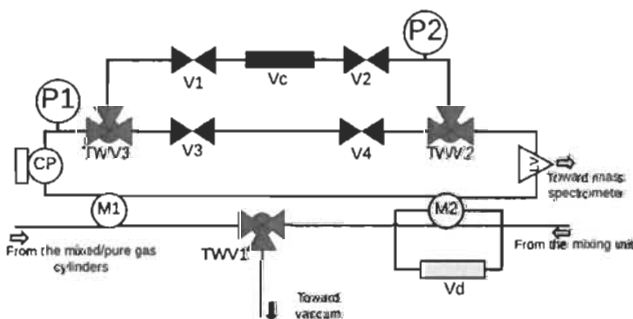 P2
V1
Vc
V2
P1
TWV3
V3
V4
TWV2
CP
LV
Toward mass
spectrometer
M1
M2
From the mixed/pure gas
cylinders
TWV1
From the mixing unit
Vd
Toward
vaccum